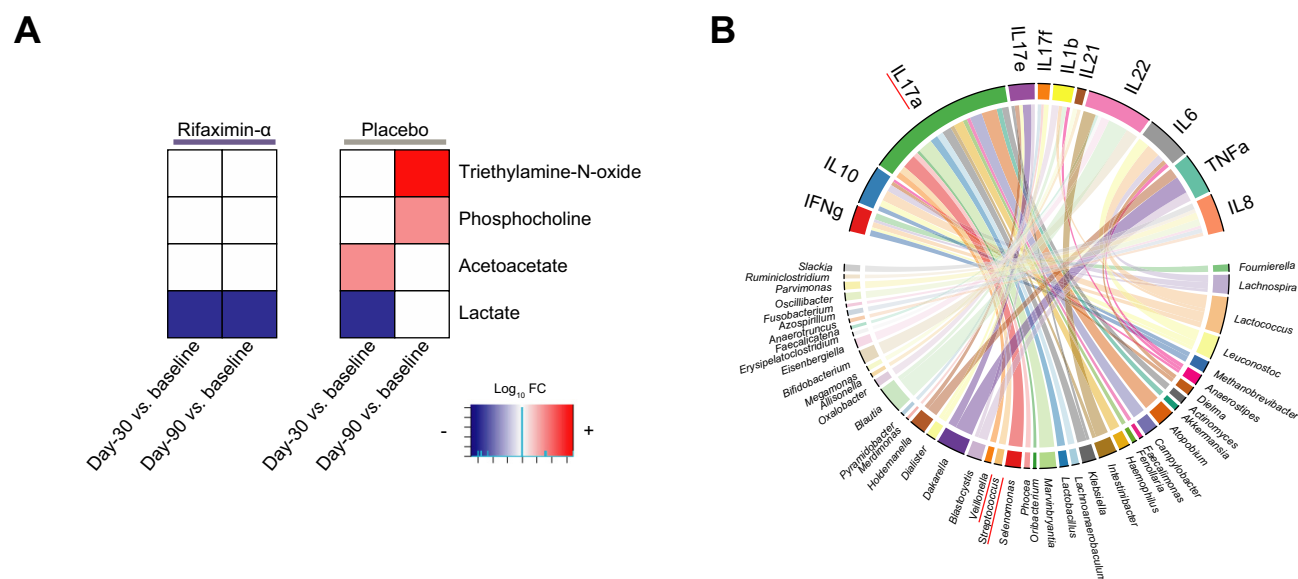 A
Rifaximin-α
Placebo
Triethylamine-N-oxide
Phosphocholine
Acetoacetate
Lactate
Day-30 vs. baseline
Day-90 vs. baseline
Day-30 vs. baseline
Day-90 vs. baseline
Log10 FC
-
+
B
IFNg
IL10
IL17a
IL17e
IL17f
IL1b
IL21
IL22
IL6
TNFa
IL8
Fournierella
Lachnospira
Lactococcus
Leuconostoc
Methanobrevibacter
Anaerostipes
Dielma
Actinomyces
Akkermansia
Atopobium
Campylobacter
Faecalimonas
Fenollaria
Haemophilus
Intestinibacter
Klebsiella
Lachnoanaerobaculum
Lactobacillus
Marvinbryantia
Oribacterium
Phocea
Selenomonas
Streptococcus
Veillonella
Blastocystis
Dakarella
Dialister
Holdemanella
Merdimonas
Pyramidobacter
Blautia
Oxalobacter
Allisonella
Megamonas
Bifidobacterium
Eisenbergiella
Erysipelatoclostridium
Faecalicatena
Anaerotruncus
Azospirillum
Fusobacterium
Oscillibacter
Parvimonas
Ruminiclostridium
Slackia